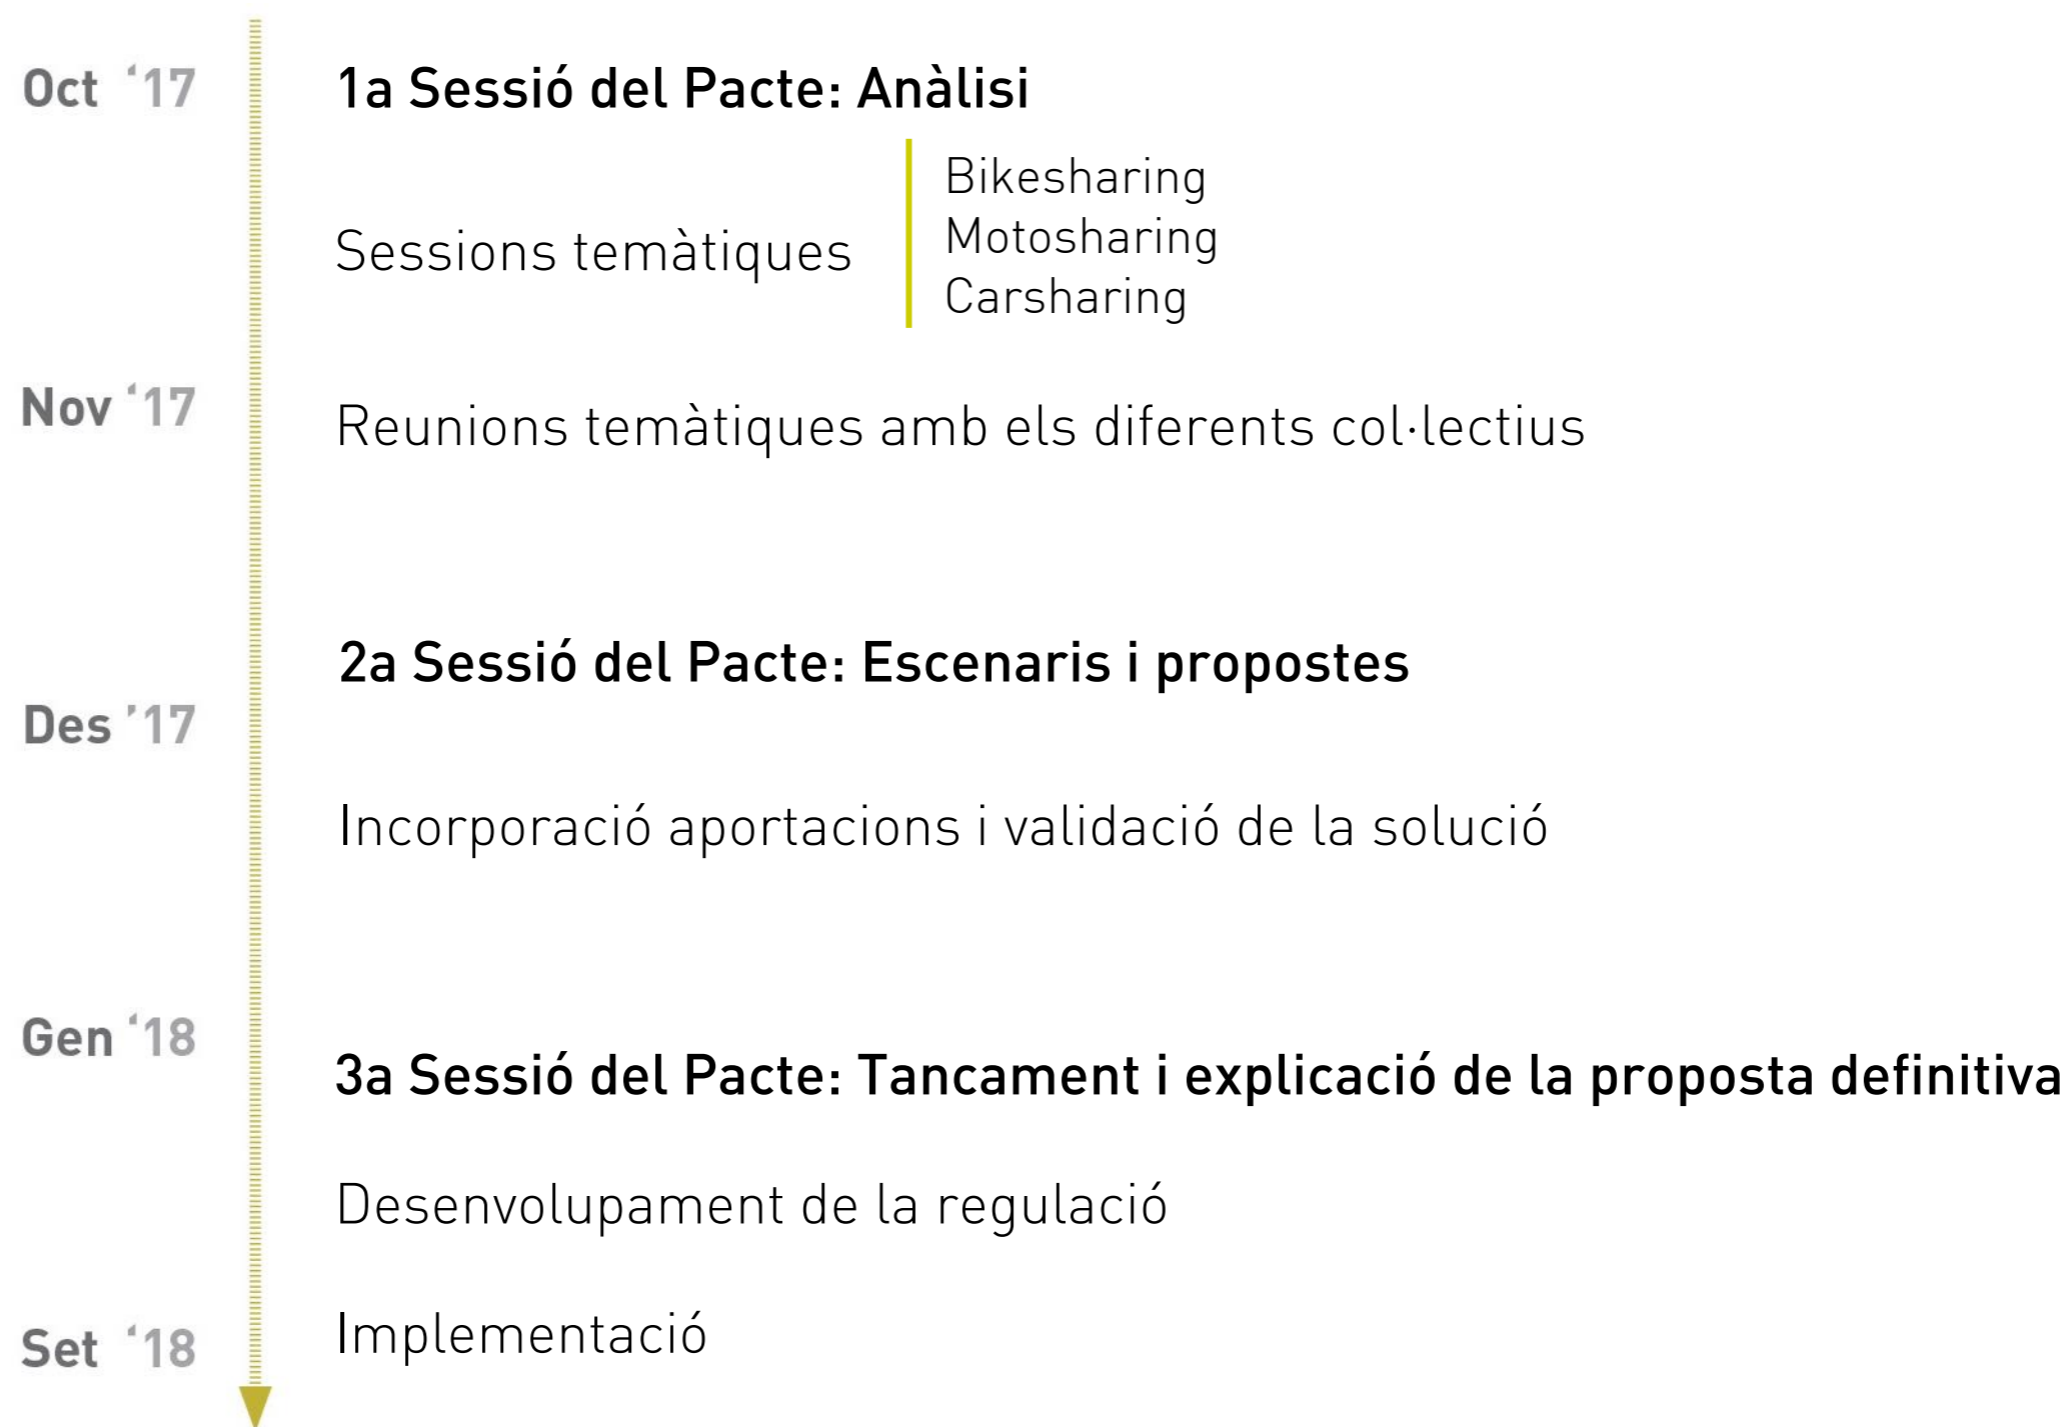 Oct ‘17
1a Sessió del Pacte: Anàlisi
Sessions temàtiques
Bikesharing
Motosharing
Carsharing
Nov ‘17
Reunions temàtiques amb els diferents col·lectius
2a Sessió del Pacte: Escenaris i propostes
Des ’17
Incorporació aportacions i validació de la solució
Gen ‘18
3a Sessió del Pacte: Tancament i explicació de la proposta definitiva
Desenvolupament de la regulació
Set ‘18
Implementació